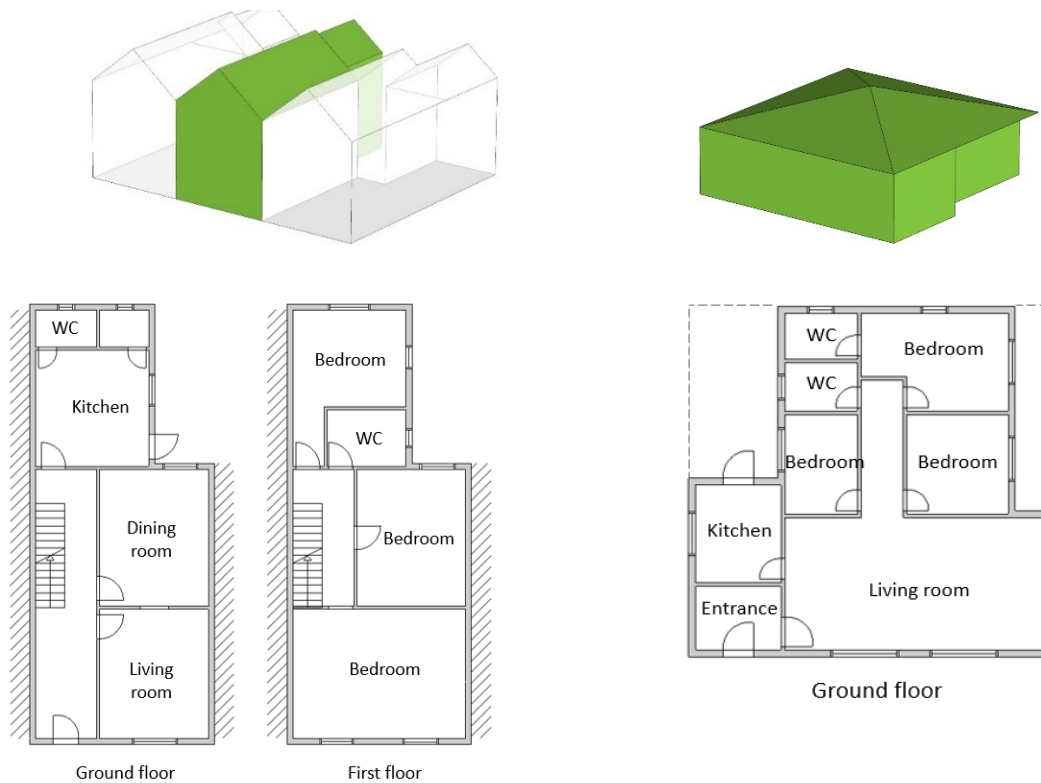 WC
Kitchen
Dining
room
Living
room
Ground floor
Bedroom
WC
Bedroom
Bedroom
First floor
WC
Bedroom
WC
Bedroom
Bedroom
Kitchen
Living room
Entrance
Ground floor